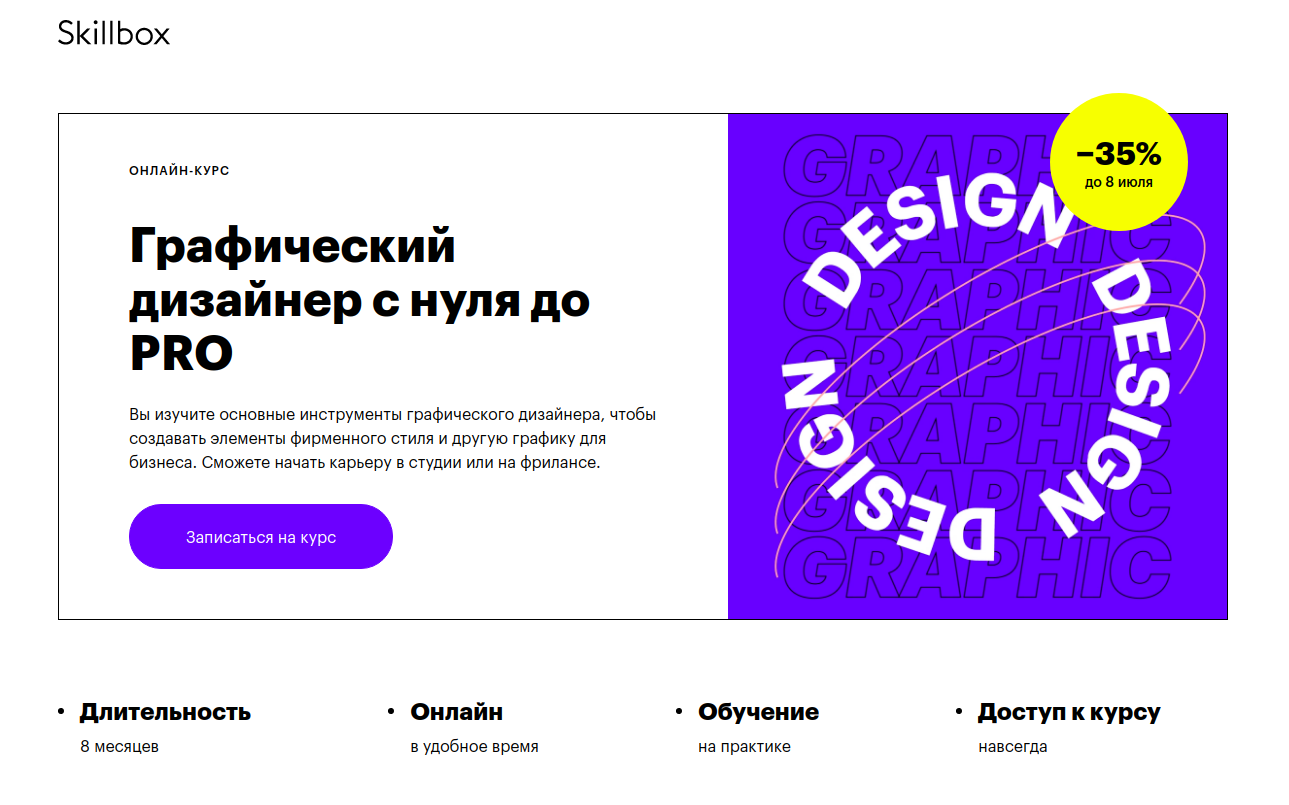 Skillbox
ОНЛАЙН-КУРС
Графический
дизайнер с нуля до
PRO
Вы изучите основные инструменты графического дизайнера, чтобы
создавать элементы фирменного стиля и другую графику для
бизнеса. Сможете начать карьеру в студии или на фрилансе.
Записаться на курс
−35%
до 8 июля
GRAPHIC
GRAPHIC
GRAPHIC
GRAPHIC
GRAPHIC
GRAPHIC
GRAPHIC
DESIGN DESIGN DESIGN
Длительность
8 месяцев
Онлайн
в удобное время
Обучение
на практике
Доступ к курсу
навсегда